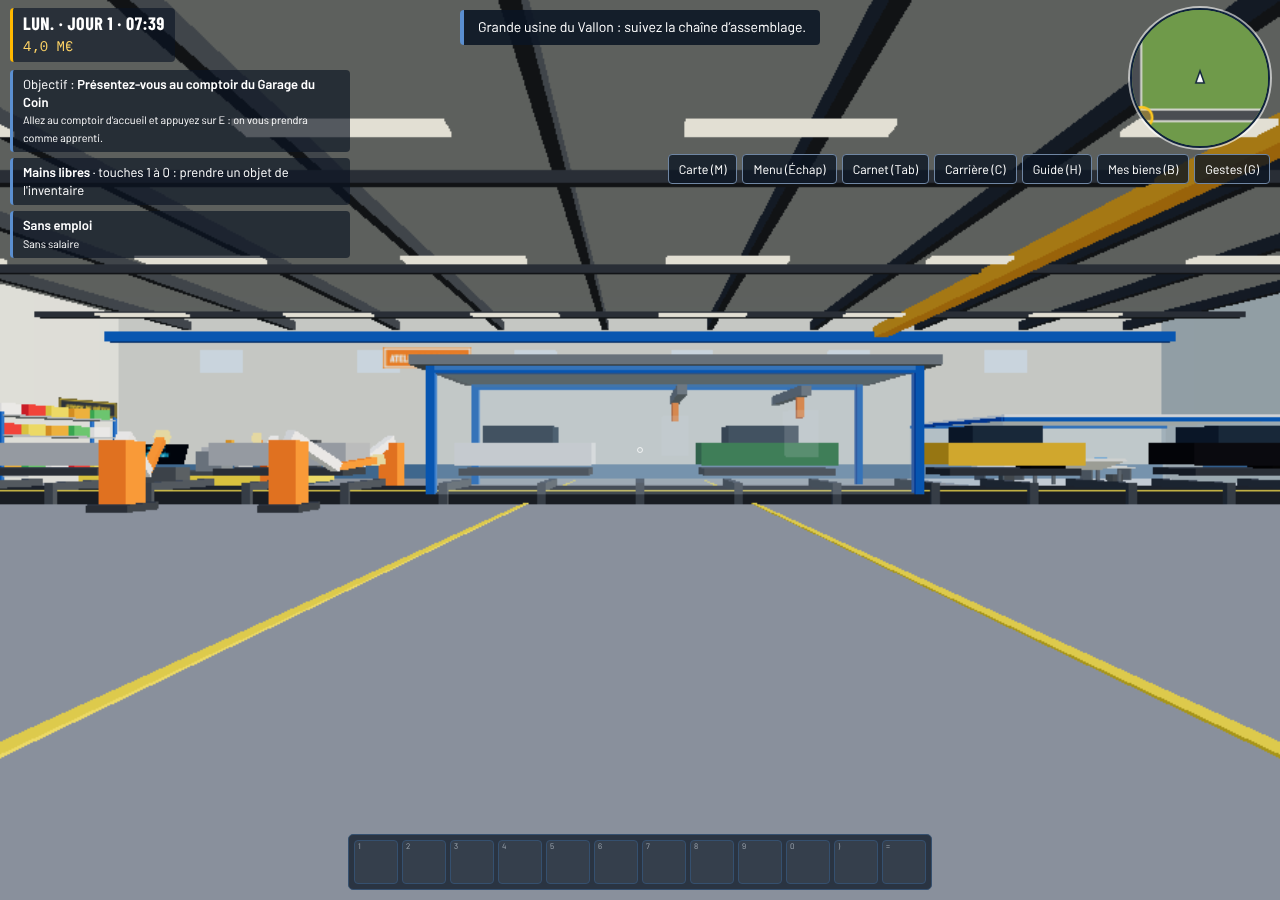 LUN. · JOUR 1 · 07:39
4,0 M€
Grande usine du Vallon : suivez la chaîne d'assemblage.
Objectif : Présentez-vous au comptoir du Garage du
Coin
Allez au comptoir d'accueil et appuyez sur E : on vous prendra
comme apprenti.
Mains libres · touches 1 à 0 : prendre un objet de
l'inventaire
Sans emploi
Sans salaire
Carte (M) Menu (Échap) Carnet (Tab) Carrière (C) Guide (H) Mes biens (B) Gestes (G)
ATEL
1 2 3 4 5 6 7 8 9 0 ) =